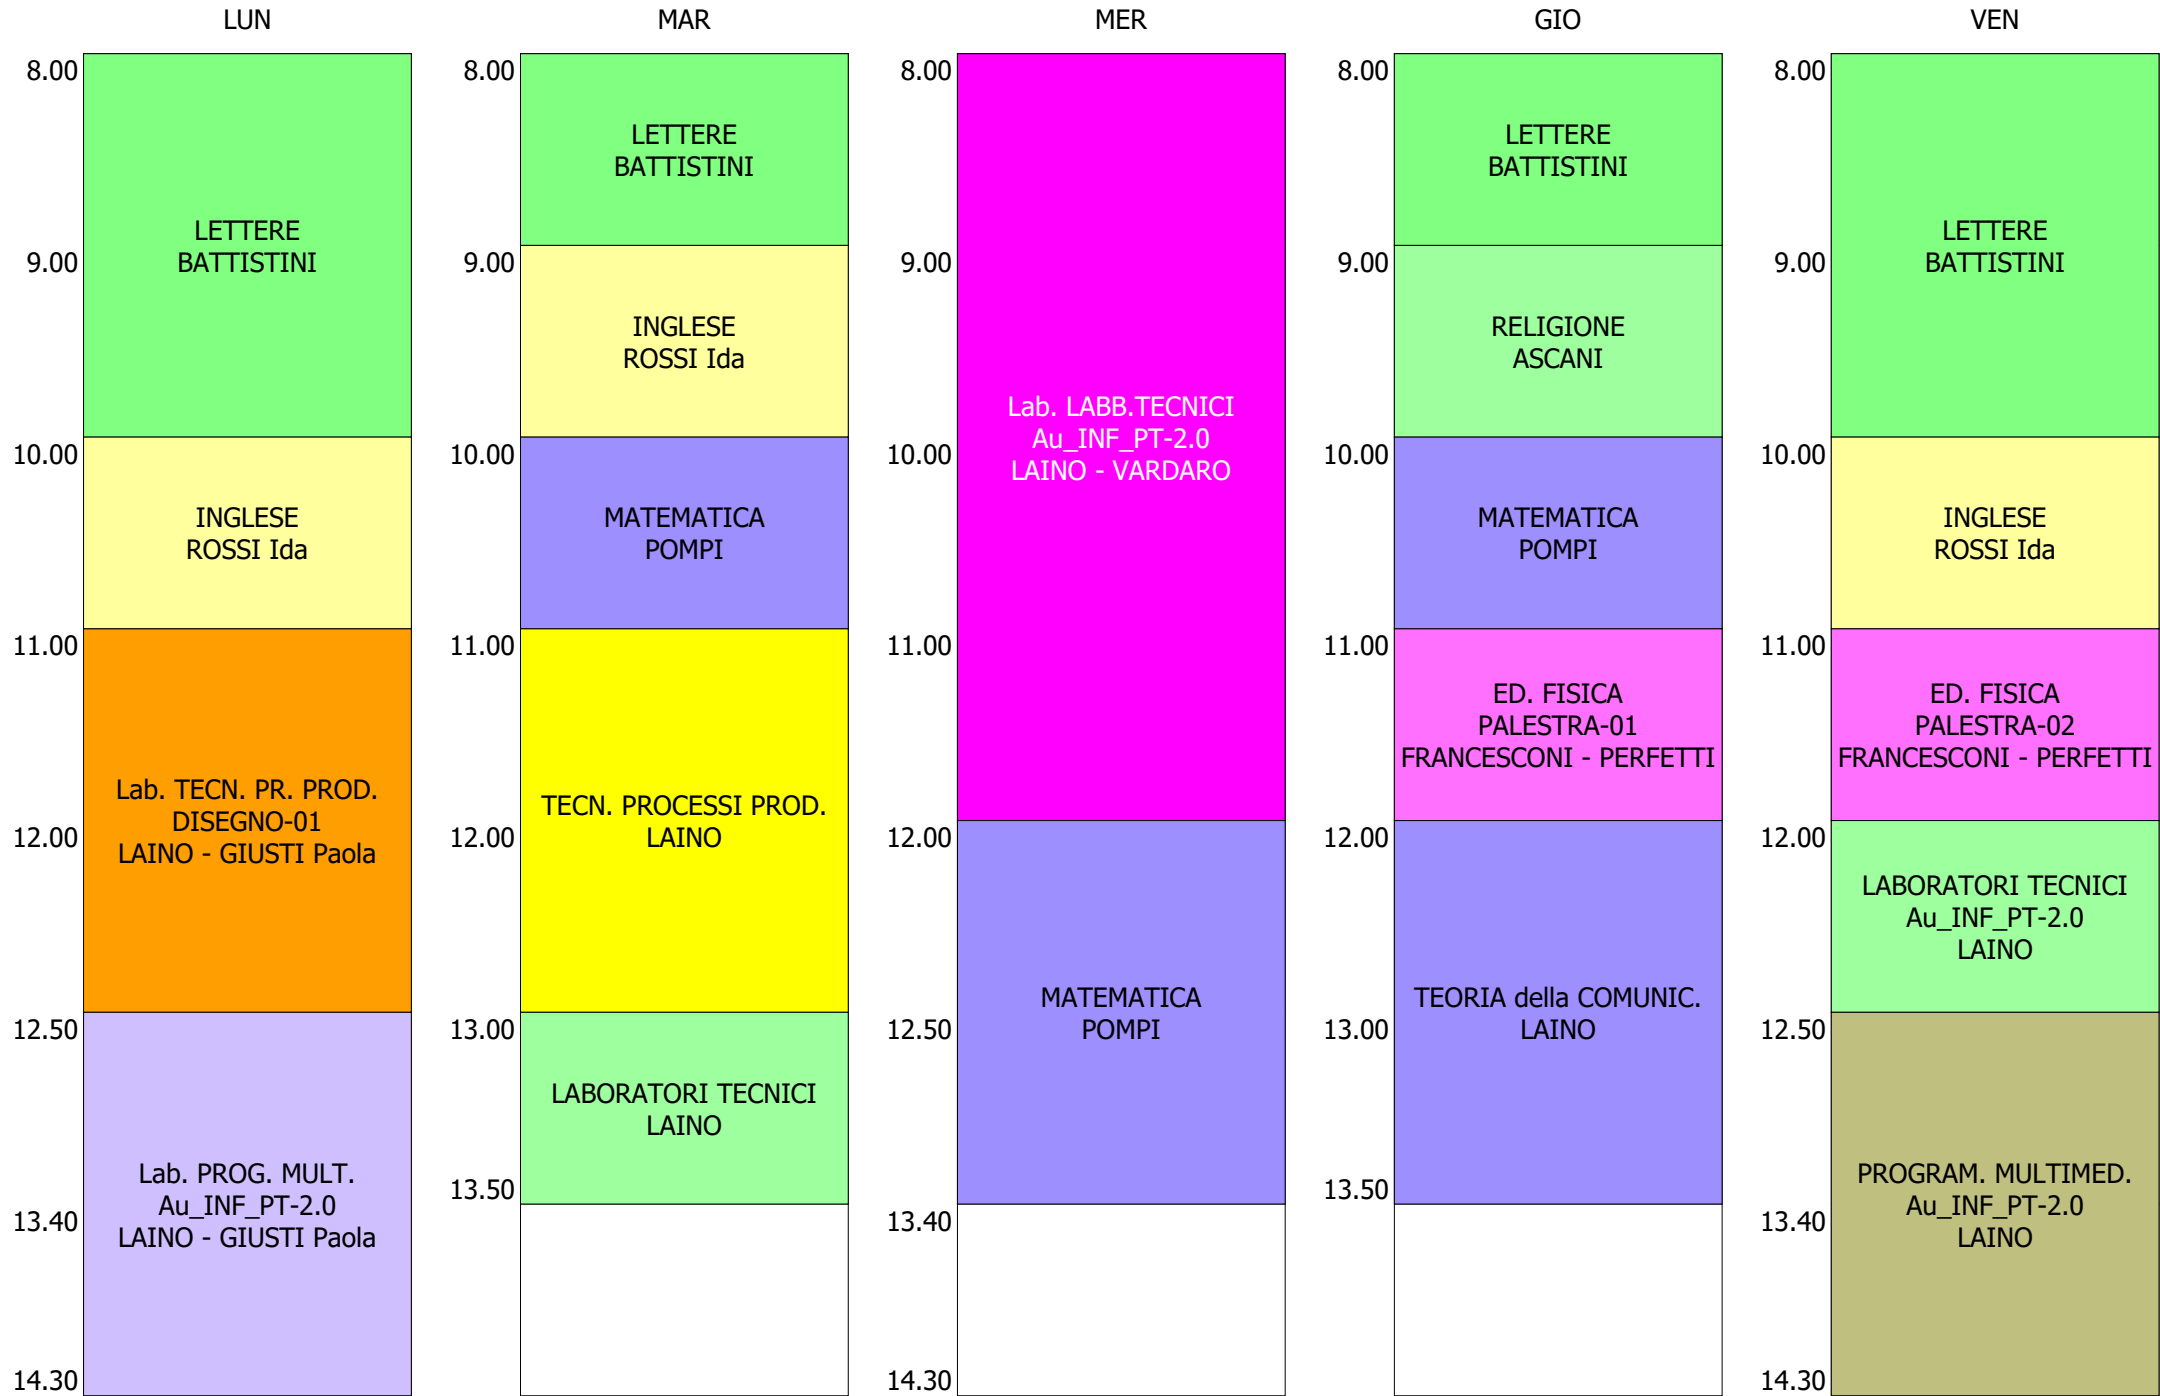 LUN
8.00
LETTERE
BATTISTINI
9.00
10.00
INGLESE
ROSSI Ida
11.00
Lab. TECN. PR. PROD.
DISEGNO-01
LAINO - GIUSTI Paola
12.00
12.50
Lab. PROG. MULT.
Au_INF_PT-2.0
LAINO - GIUSTI Paola
13.40
14.30
MAR
8.00
LETTERE
BATTISTINI
9.00
INGLESE
ROSSI Ida
10.00
MATEMATICA
POMPI
11.00
TECN. PROCESSI PROD.
LAINO
12.00
13.00
LABORATORI TECNICI
LAINO
13.50
MER
8.00
9.00
Lab. LABB.TECNICI
Au_INF_PT-2.0
LAINO - VARDARO
10.00
11.00
12.00
MATEMATICA
POMPI
12.50
13.40
14.30
GIO
8.00
LETTERE
BATTISTINI
9.00
RELIGIONE
ASCANI
10.00
MATEMATICA
POMPI
11.00
ED. FISICA
PALESTRA-01
FRANCESCONI - PERFETTI
12.00
TEORIA della COMUNIC.
LAINO
13.00
13.50
VEN
8.00
LETTERE
BATTISTINI
9.00
10.00
INGLESE
ROSSI Ida
11.00
ED. FISICA
PALESTRA-02
FRANCESCONI - PERFETTI
12.00
LABORATORI TECNICI
Au_INF_PT-2.0
LAINO
12.50
PROGRAM. MULTIMED.
Au_INF_PT-2.0
LAINO
13.40
14.30